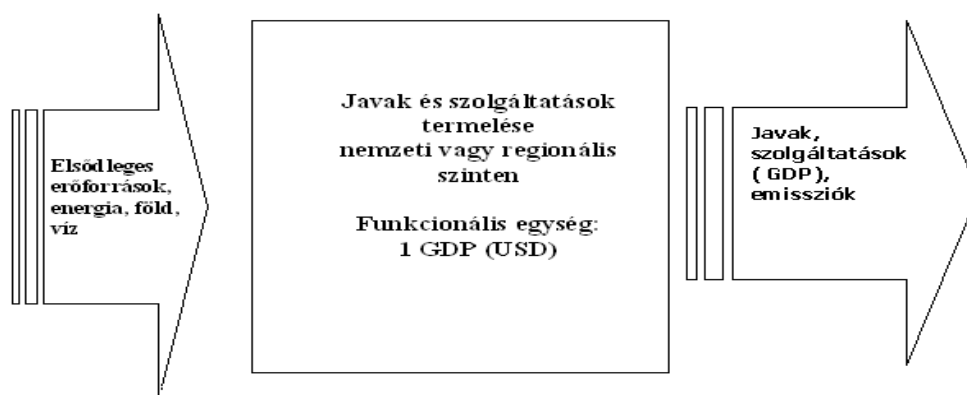 Elsődleges
erőforrások,
energia, föld,
víz
Javak és szolgáltatások
termelése
nemzeti vagy regionális
szinten
Funkcionális egység:
1 GDP (USD)
Javak,
szolgáltatások
( GDP),
emissziók